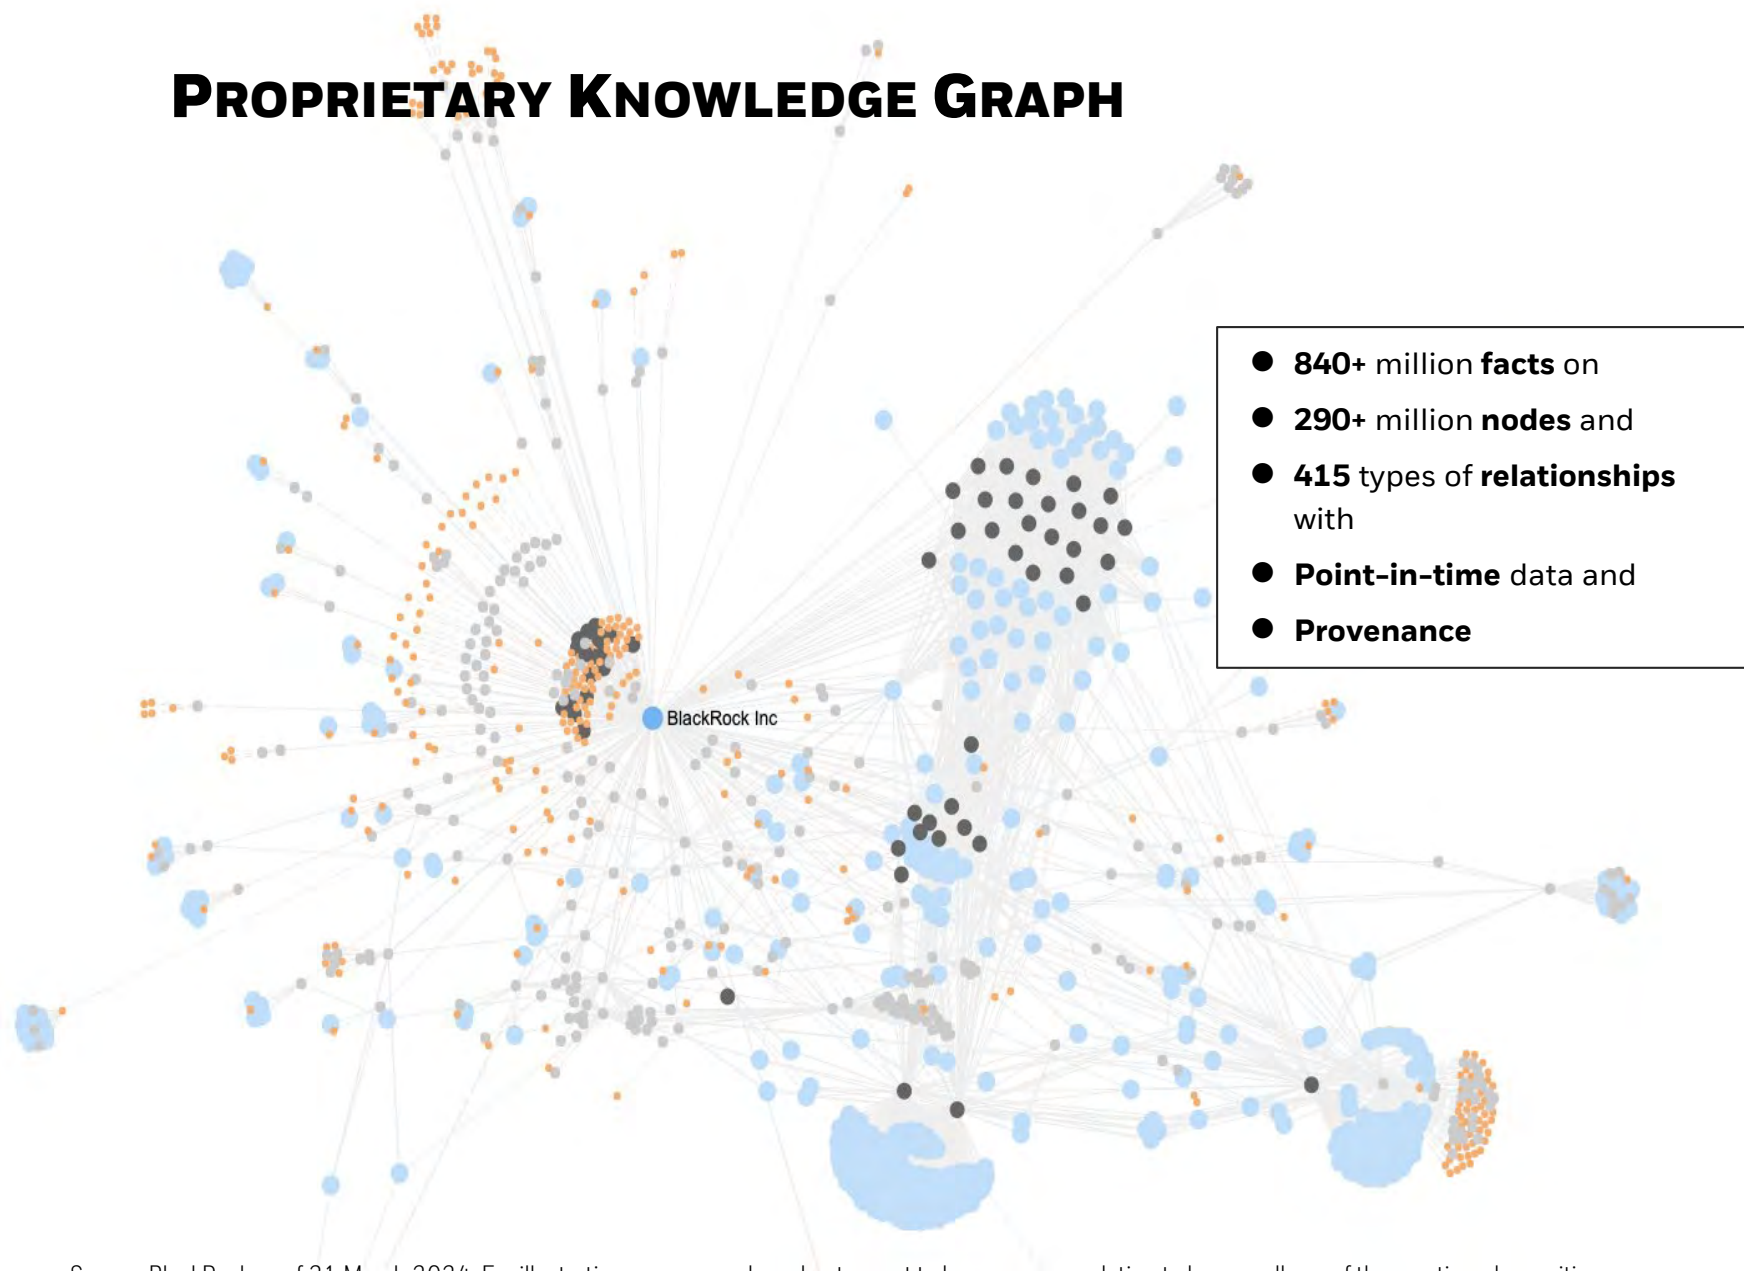 PROPRIETARY KNOWLEDGE GRAPH
● 840+ million facts on
● 290+ million nodes and
● 415 types of relationships
with
● Point-in-time data and
● Provenance
BlackRock Inc